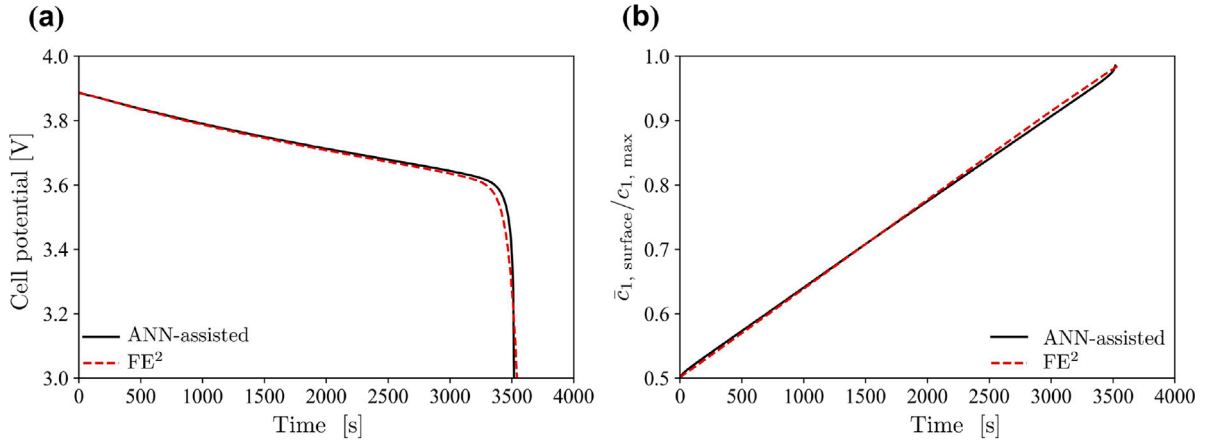 (a)
4.0
3.8
3.6
3.4
3.2
3.0
Cell potential [V]
ANN-assisted
FE²
0 500 1000 1500 2000 2500 3000 3500 4000
Time [s]
(b)
1.0
0.9
0.8
0.7
0.6
0.5
c̄₁, surface/c₁, max
ANN-assisted
FE²
0 500 1000 1500 2000 2500 3000 3500 4000
Time [s]